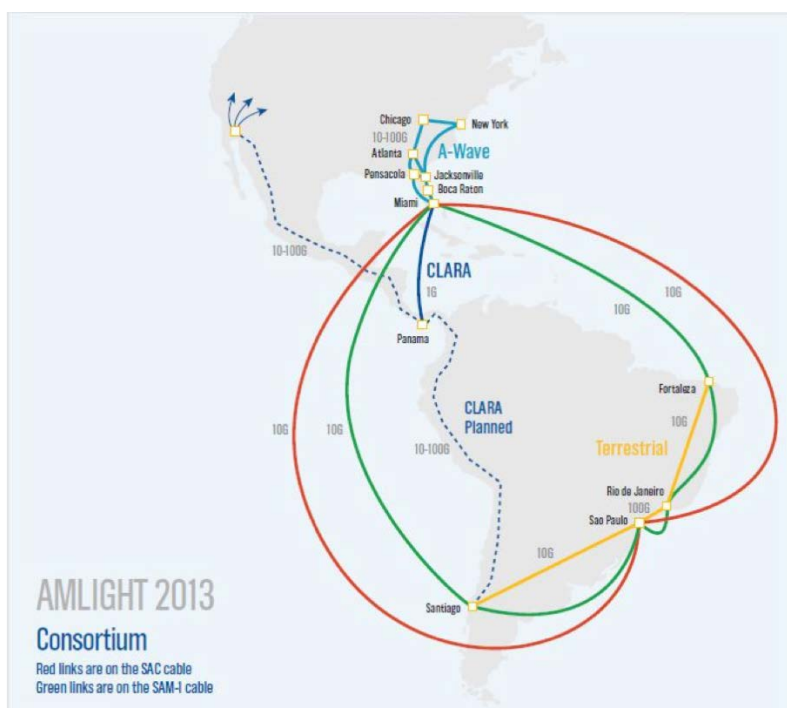 Chicago
New York
10-100G
A-Wave
Atlanta
Pensacola
Jacksonville
Boca Raton
Miami
10-100G
CLARA
1G
10G
10G
Panama
Fortaleza
CLARA
Planned
10G
10G
10G
10-100G
Terrestrial
Rio de Janeiro
100G
Sao Paulo
10G
Santiago
AMLIGHT 2013
Consortium
Red links are on the SAC cable
Green links are on the SAM-I cable